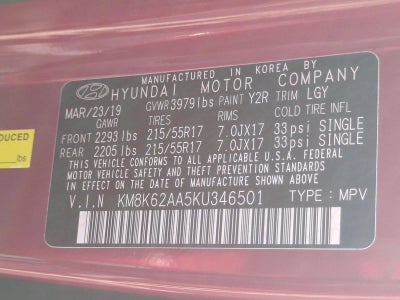 MANUFACTURED IN KOREA BY
HYUNDAI MOTOR COMPANY
MAR/23/19 GVWR 3979lbs PAINT Y2R TRIM LGY
GAWR TIRES RIMS COLD TIRE INFL
FRONT 2293 lbs 215/55R17 7.0JX17 33psi SINGLE
REAR 2205 lbs 215/55R17 7.0JX17 33psi SINGLE
THIS VEHICLE CONFORMS TO ALL APPLICABLE U.S.A. FEDERAL
MOTOR VEHICLE SAFETY AND THEFT PREVENTION STANDARDS
IN EFFECT ON THE DATE OF MANUFACTURE SHOWN ABOVE.
V.I.N KM8K62AA5KU346501 TYPE: MPV
DUCED
lbs